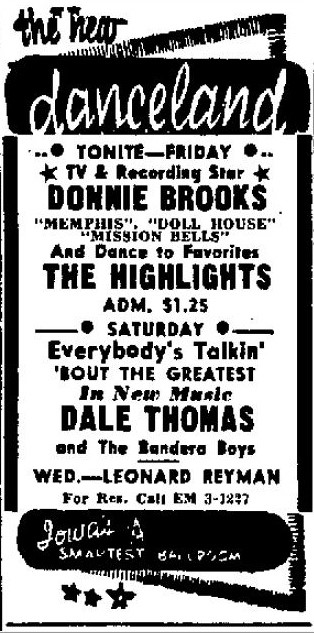 the new
danceland
TONITE—FRIDAY
TV & Recording Star
DONNIE BROOKS
"MEMPHIS", "DOLL HOUSE"
"MISSION BELLS"
And Dance to Favorites
THE HIGHLIGHTS
ADM. $1.25
SATURDAY
Everybody's Talkin'
'BOUT THE GREATEST
In New Music
DALE THOMAS
and The Bandera Boys
WED.—LEONARD REYMAN
For Res. Call EM 3-1297
Iowa's
SMARTEST BALLROOM